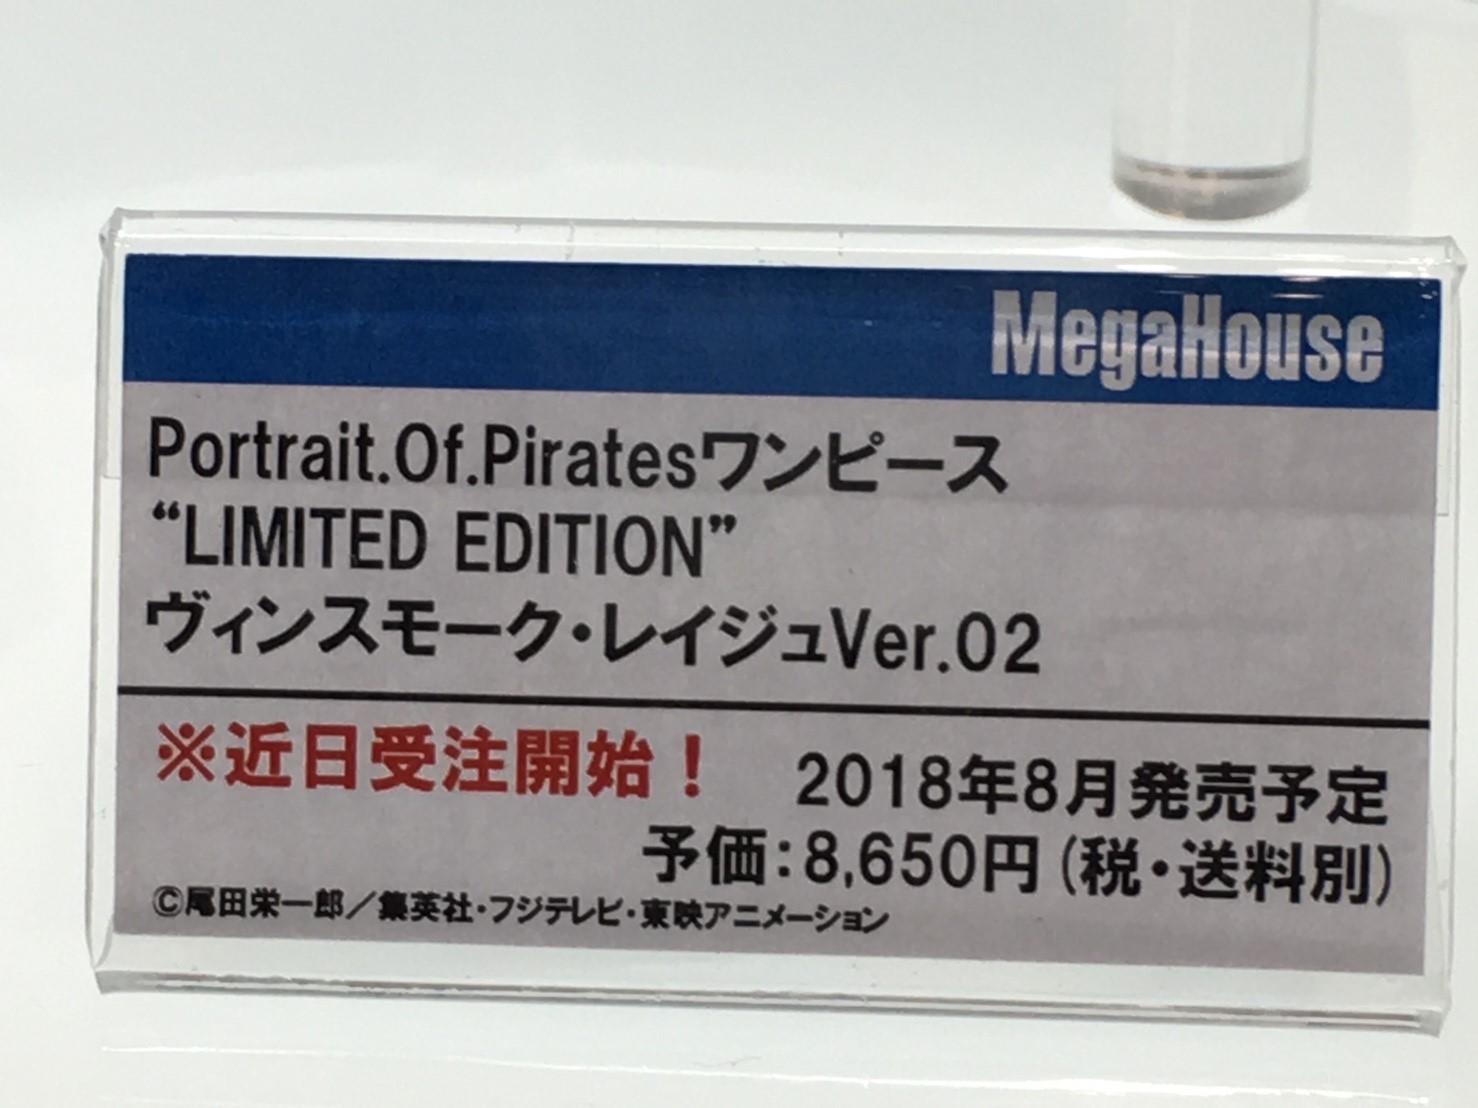 MegaHouse
Portrait.Of.Piratesワンピース
“LIMITED EDITION”
ヴィンスモーク・レイジュVer.02
※近日受注開始！ 2018年8月発売予定
予価：8,650円（税・送料別）
©尾田栄一郎／集英社・フジテレビ・東映アニメーション